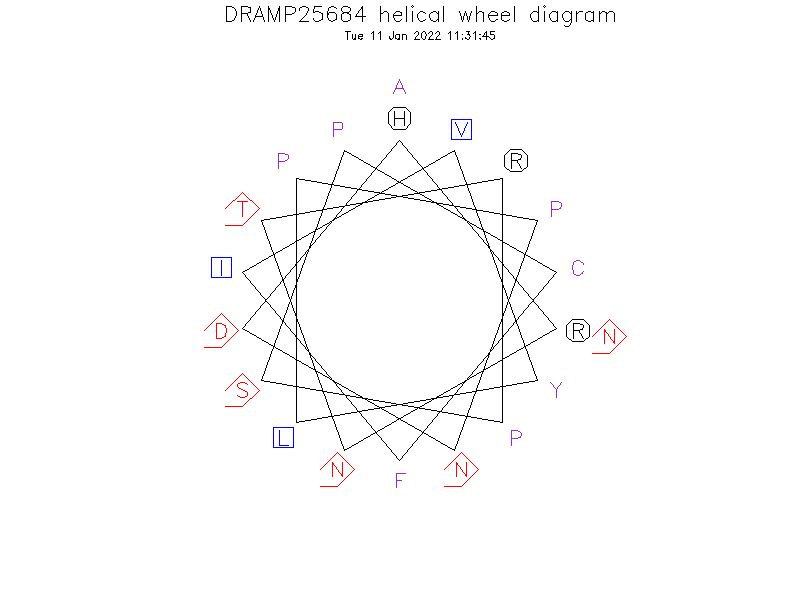 DRAMP25684 helical wheel diagram
Tue 11 Jan 2022 11:31:45
A
P H V
P R
T P
I C
D R N
S Y
L P
N F N